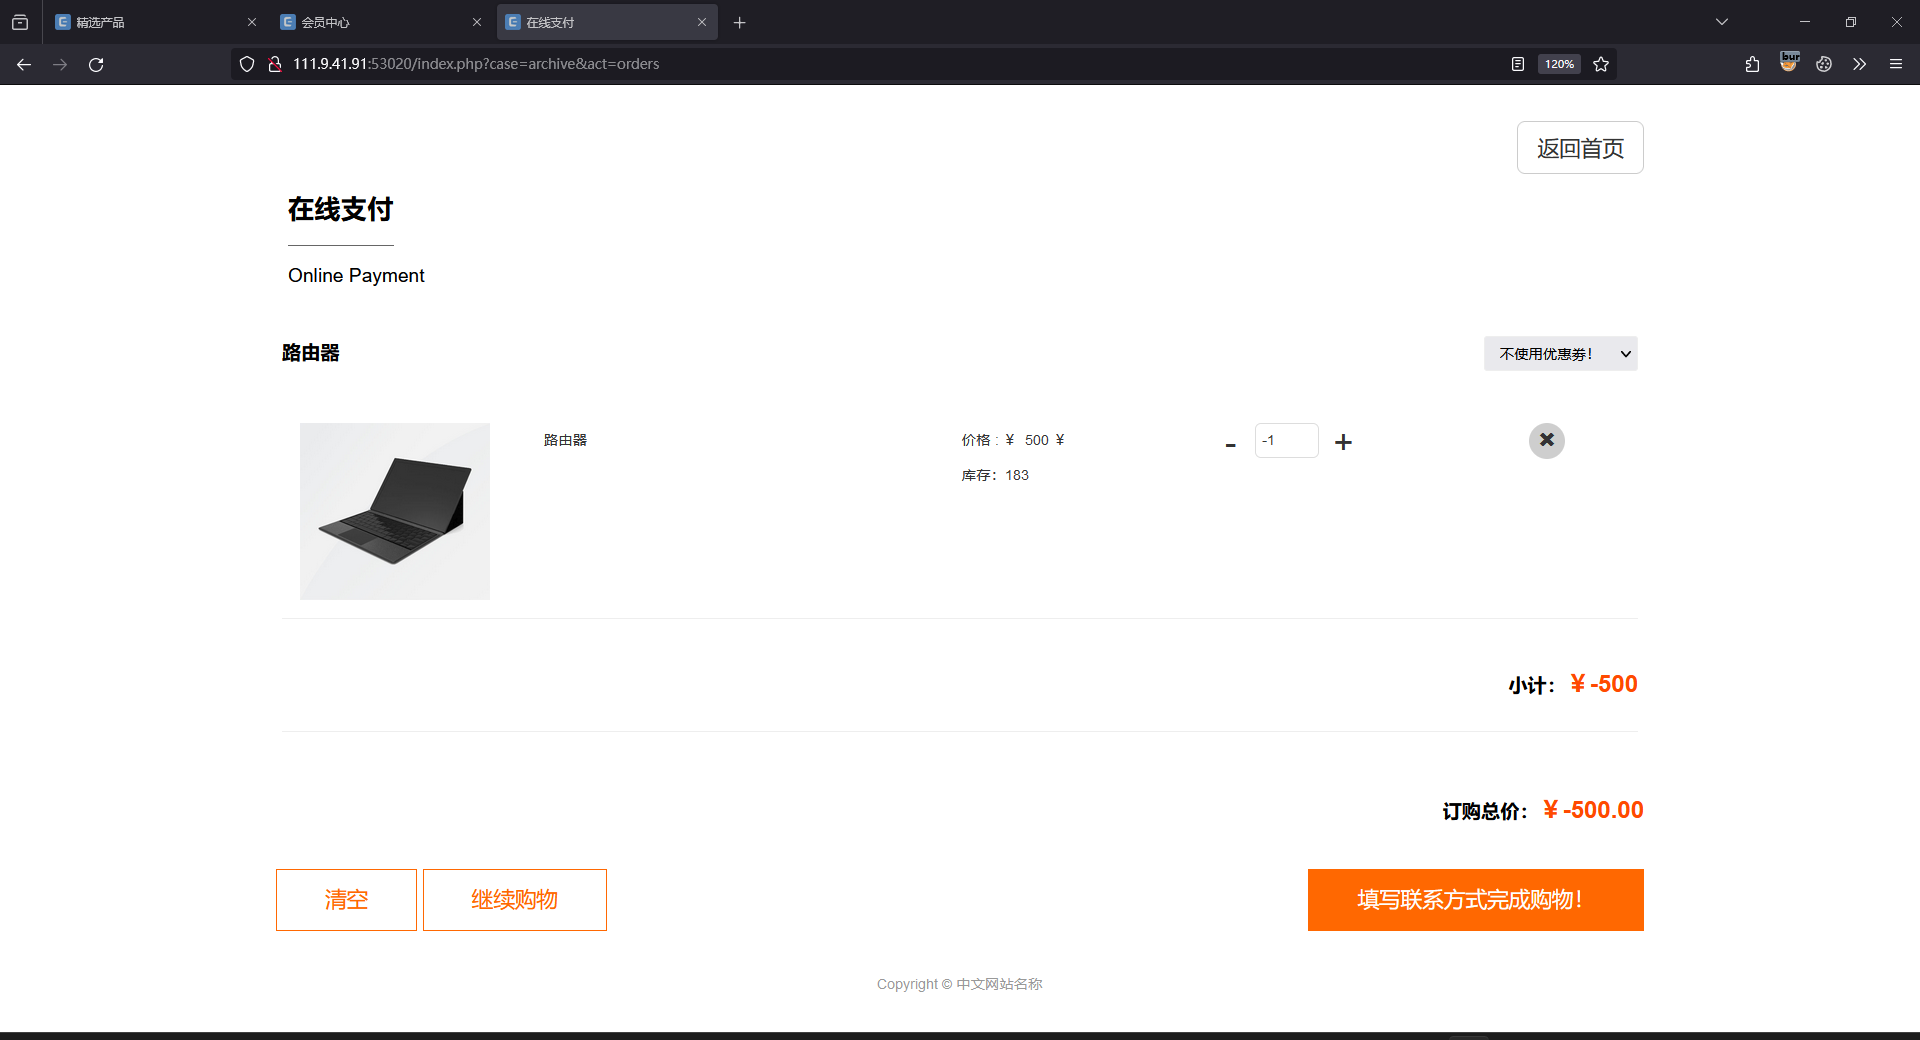 精选产品
会员中心
在线支付
111.9.41.91:53020/index.php?case=archive&act=orders
120%
bur
返回首页
在线支付
Online Payment
路由器
不使用优惠券!
路由器
价格 : ¥ 500 ¥
- -1 +
库存：183
小计： ¥ -500
订购总价： ¥ -500.00
清空
继续购物
填写联系方式完成购物!
Copyright © 中文网站名称